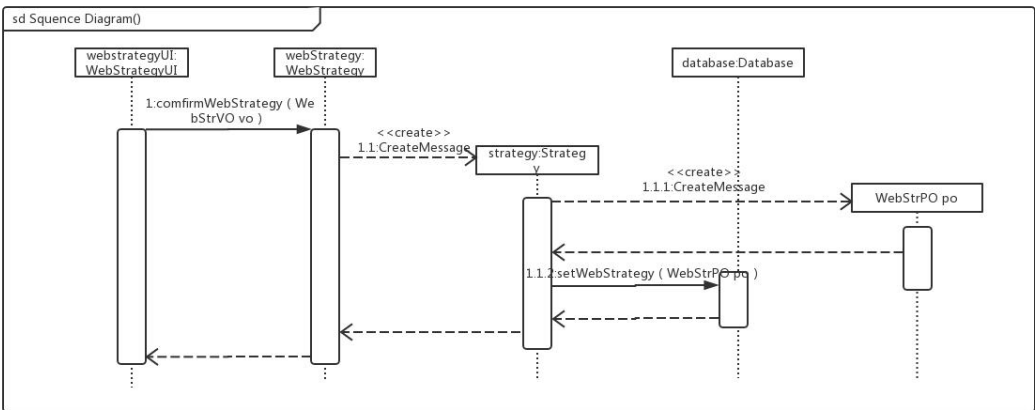 sd Squence Diagram()
webstrategyUI:
WebStrategyUI
webStrategy:
WebStrategy
database:Database
1:comfirmWebStrategy ( We
bStrVO vo )
<<create>>
1.1:CreateMessage
strategy:Strateg
y
<<create>>
1.1.1:CreateMessage
WebStrPO po
1.1.2:setWebStrategy ( WebStrPO po )